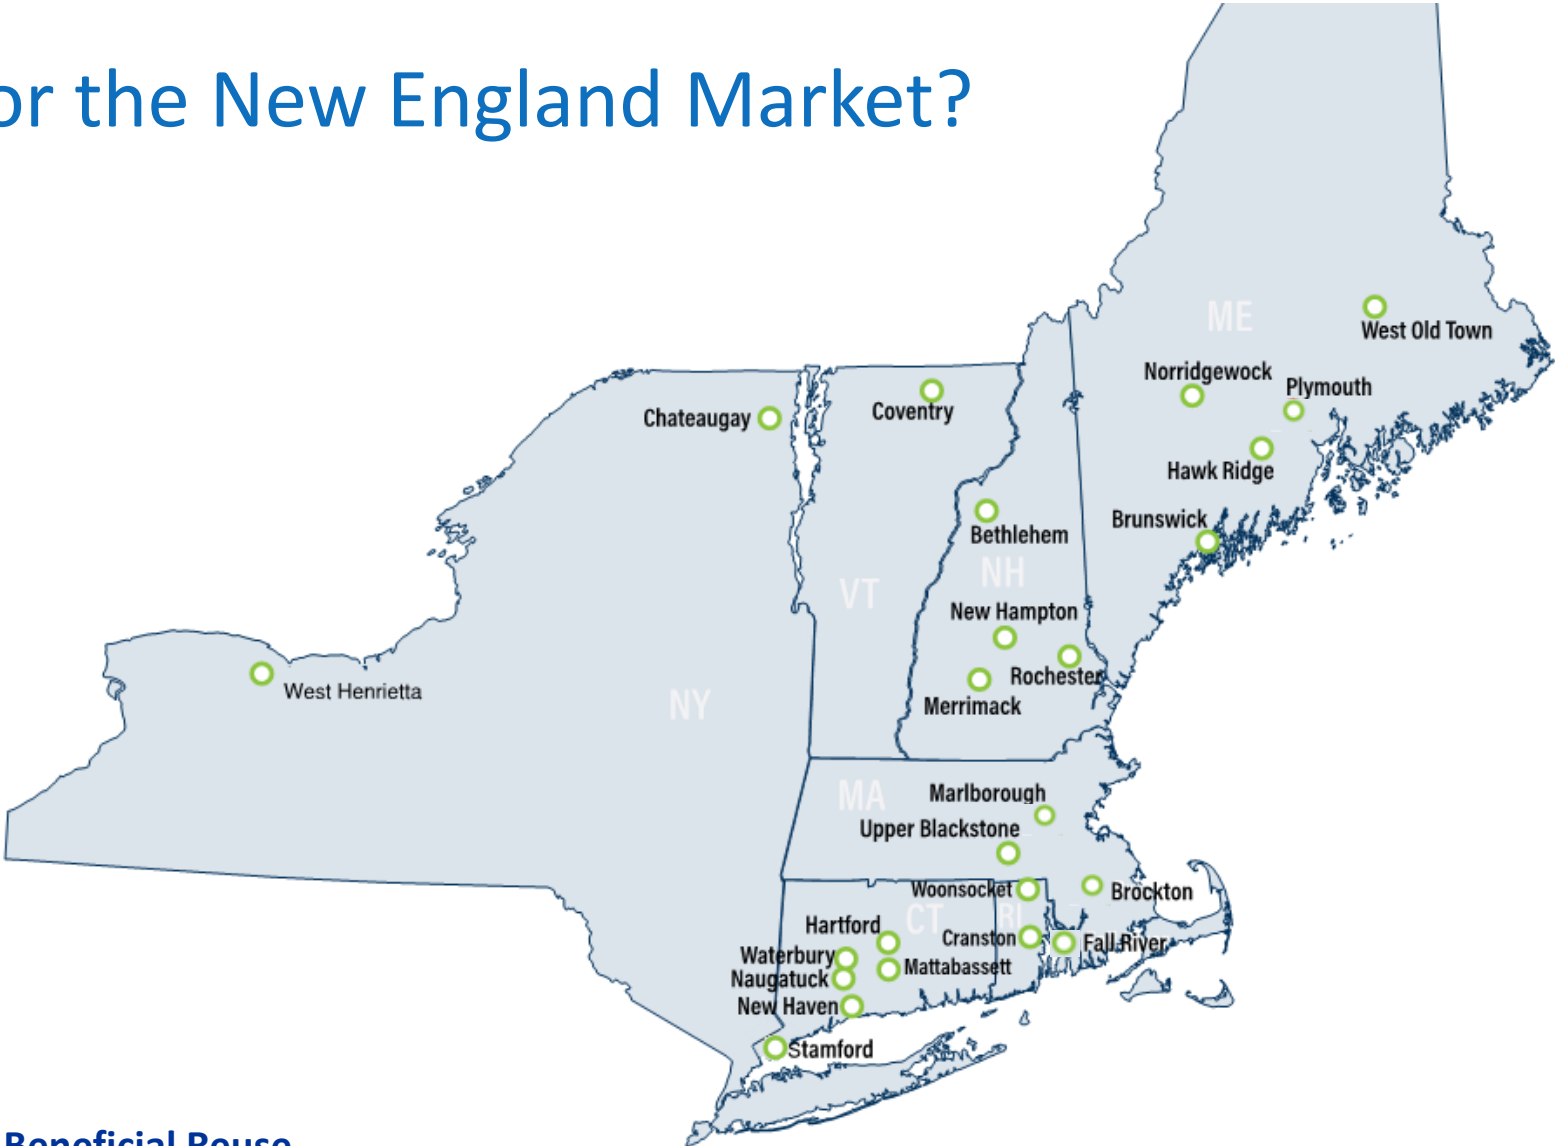 or the New England Market?
ME
West Old Town
Norridgewock
Plymouth
Chateaugay
Coventry
Hawk Ridge
Brunswick
Bethlehem
NH
VT
New Hampton
Rochester
West Henrietta
NY
Merrimack
MA
Marlborough
Upper Blackstone
Woonsocket
Brockton
CT
RI
Hartford
Cranston
Fall River
Waterbury
Mattabassett
Naugatuck
New Haven
Stamford
Beneficial Reuse